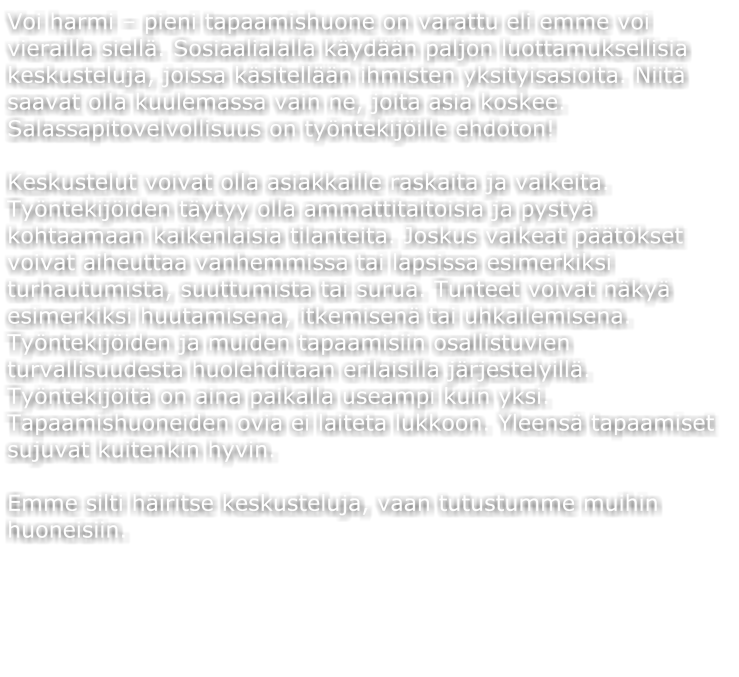 Voi harmi – pieni tapaamishuone on varattu eli emme voi
vierailla siellä. Sosiaalialalla käydään paljon luottamuksellisia
keskusteluja, joissa käsitellään ihmisten yksityisasioita. Niitä
saavat olla kuulemassa vain ne, joita asia koskee.
Salassapitovelvollisuus on työntekijöille ehdoton!

Keskustelut voivat olla asiakkaille raskaita ja vaikeita.
Työntekijöiden täytyy olla ammattitaitoisia ja pystyä
kohtaamaan kaikenlaisia tilanteita. Joskus vaikeat päätökset
voivat aiheuttaa vanhemmissa tai lapsissa esimerkiksi
turhautumista, suuttumista tai surua. Tunteet voivat näkyä
esimerkiksi huutamisena, itkemisenä tai uhkailemisena.
Työntekijöiden ja muiden tapaamisiin osallistuvien
turvallisuudesta huolehditaan erilaisilla järjestelyillä.
Työntekijöitä on aina paikalla useampi kuin yksi.
Tapaamishuoneiden ovia ei laiteta lukkoon. Yleensä tapaamiset
sujuvat kuitenkin hyvin.

Emme silti häiritse keskusteluja, vaan tutustumme muihin
huoneisiin.